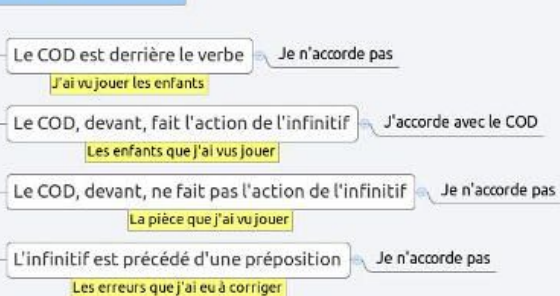 Le COD est derrière le verbe
Je n'accorde pas
J'ai vu jouer les enfants
Le COD, devant, fait l'action de l'infinitif
J'accorde avec le COD
Les enfants que j'ai vus jouer
Le COD, devant, ne fait pas l'action de l'infinitif
Je n'accorde pas
La pièce que j'ai vu jouer
L'infinitif est précédé d'une préposition
Je n'accorde pas
Les erreurs que j'ai eu à corriger